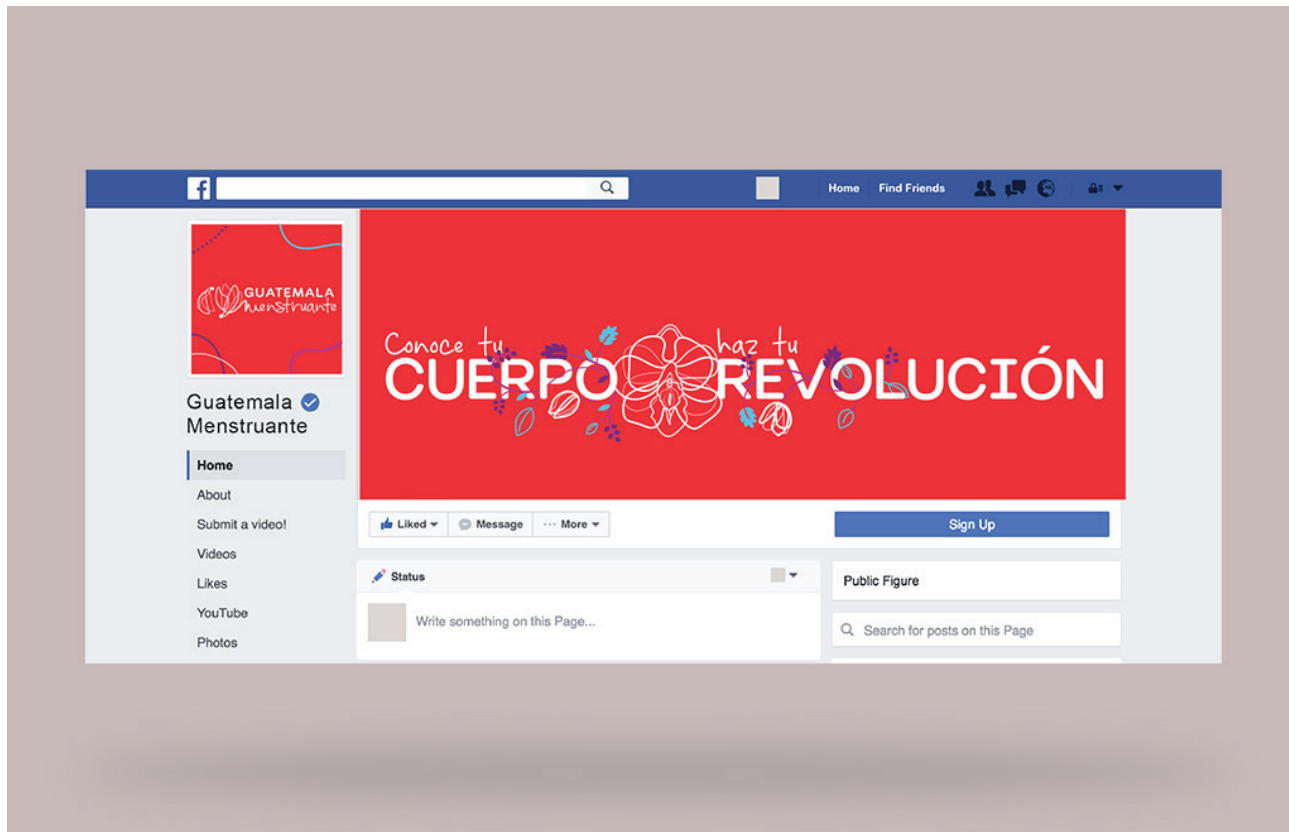 f
Home Find Friends
GUATEMALA
menstruante
Conoce tu haz tu
CUERPO REVOLUCIÓN
Guatemala
Menstruante
Home
About
Submit a video!
Videos
Likes
YouTube
Photos
Liked Message ... More
Sign Up
Status
Write something on this Page...
Public Figure
Search for posts on this Page